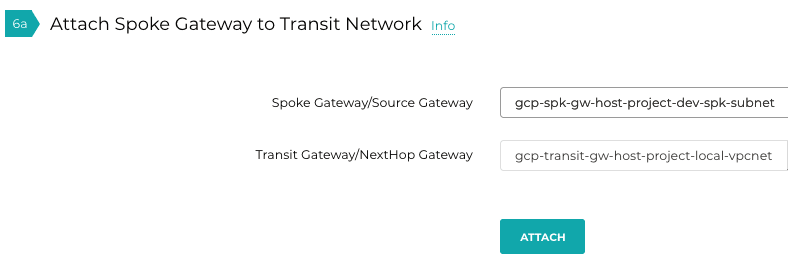 6a Attach Spoke Gateway to Transit Network Info
Spoke Gateway/Source Gateway gcp-spk-gw-host-project-dev-spk-subnet
Transit Gateway/NextHop Gateway gcp-transit-gw-host-project-local-vpcnet
ATTACH